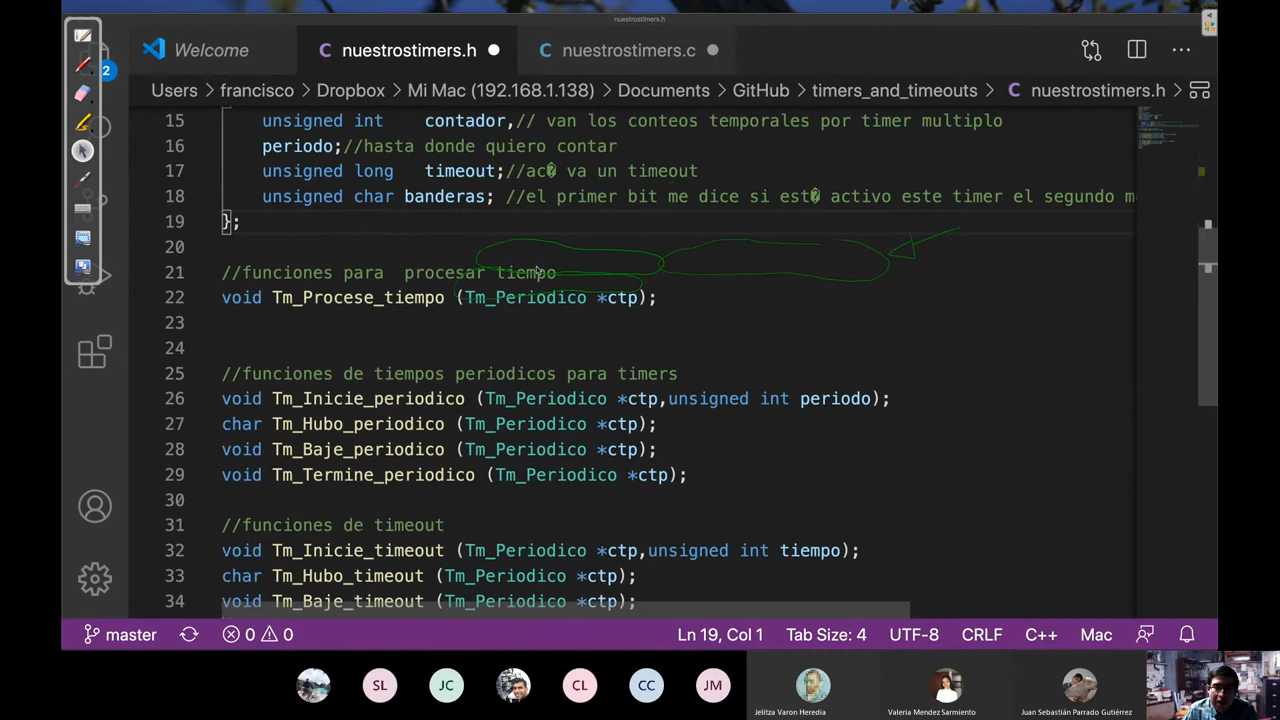 nuestrostimers.h
Welcome
C nuestrostimers.h
C nuestrostimers.c
2
Users > francisco > Dropbox > Mi Mac (192.168.1.138) > Documents > GitHub > timers_and_timeouts > C nuestrostimers.h
15 unsigned int contador,// van los conteos temporales por timer multiplo
16 periodo;//hasta donde quiero contar
17 unsigned long timeout;//ac� va un timeout
18 unsigned char banderas; //el primer bit me dice si est� activo este timer el segundo m
19 };
20
21 //funciones para procesar tiempo
22 void Tm_Procese_tiempo (Tm_Periodico *ctp);
23
24
25 //funciones de tiempos periodicos para timers
26 void Tm_Inicie_periodico (Tm_Periodico *ctp,unsigned int periodo);
27 char Tm_Hubo_periodico (Tm_Periodico *ctp);
28 void Tm_Baje_periodico (Tm_Periodico *ctp);
29 void Tm_Termine_periodico (Tm_Periodico *ctp);
30
31 //funciones de timeout
32 void Tm_Inicie_timeout (Tm_Periodico *ctp,unsigned int tiempo);
33 char Tm_Hubo_timeout (Tm_Periodico *ctp);
34 void Tm_Baje_timeout (Tm_Periodico *ctp);
master 0 0 Ln 19, Col 1 Tab Size: 4 UTF-8 CRLF C++ Mac
SL JC CL CC JM
Jelitza Varon Heredia Valeria Mendez Sarmiento Juan Sebastián Parrado Gutiérrez